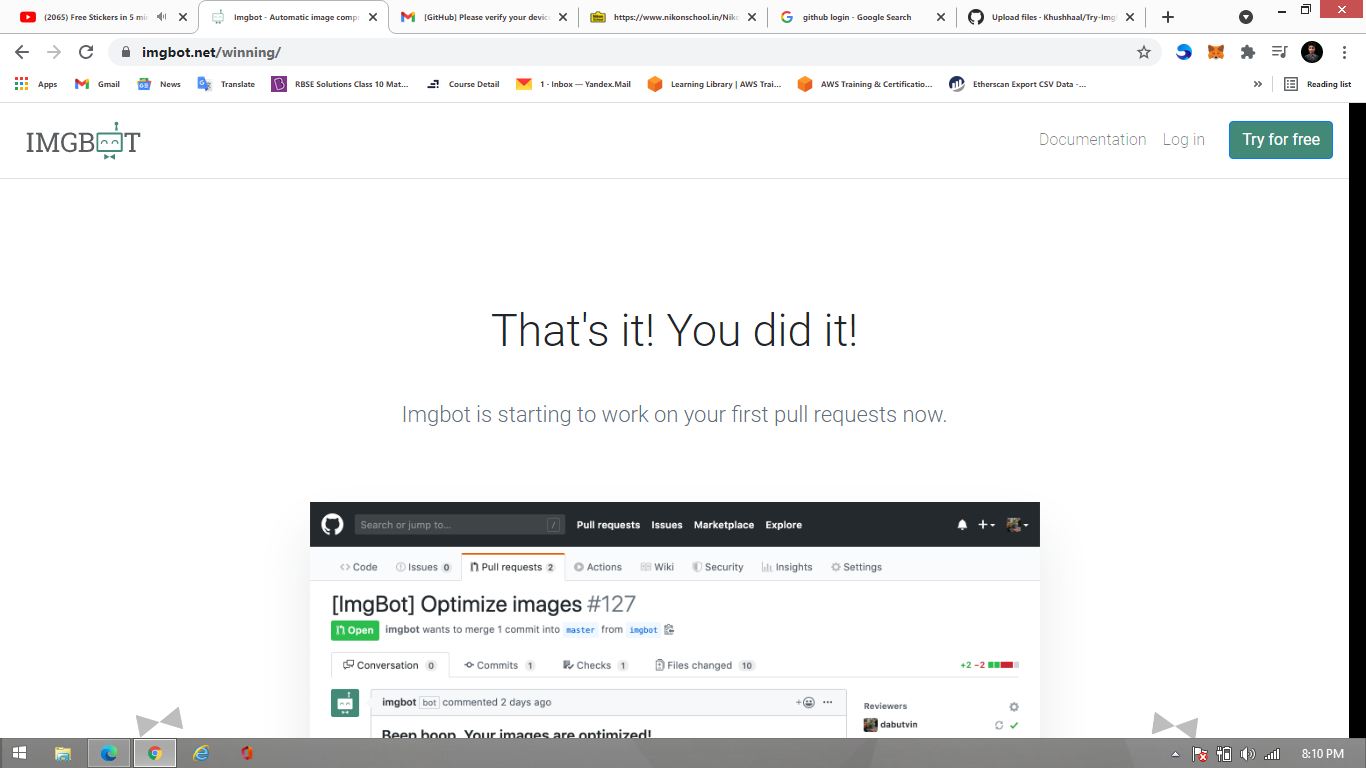 (2065) Free Stickers in 5 min
Imgbot - Automatic image comp
[GitHub] Please verify your device
https://www.nikonschool.in/Niko
github login - Google Search
Upload files · Khushhaal/Try-Img
imgbot.net/winning/
Apps
Gmail
News
Translate
RBSE Solutions Class 10 Mat...
Course Detail
1 · Inbox — Yandex.Mail
Learning Library | AWS Trai...
AWS Training & Certificatio...
Etherscan Export CSV Data -...
»
Reading list
IMGBOT
Documentation
Log in
Try for free
That's it! You did it!
Imgbot is starting to work on your first pull requests now.
Search or jump to... /
Pull requests
Issues
Marketplace
Explore
Code
Issues 0
Pull requests 2
Actions
Wiki
Security
Insights
Settings
[ImgBot] Optimize images #127
Open imgbot wants to merge 1 commit into master from imgbot
Conversation 0
Commits 1
Checks 1
Files changed 10
+2 −2
imgbot bot commented 2 days ago
Reviewers
dabutvin
Beep boop. Your images are optimized!
8:10 PM